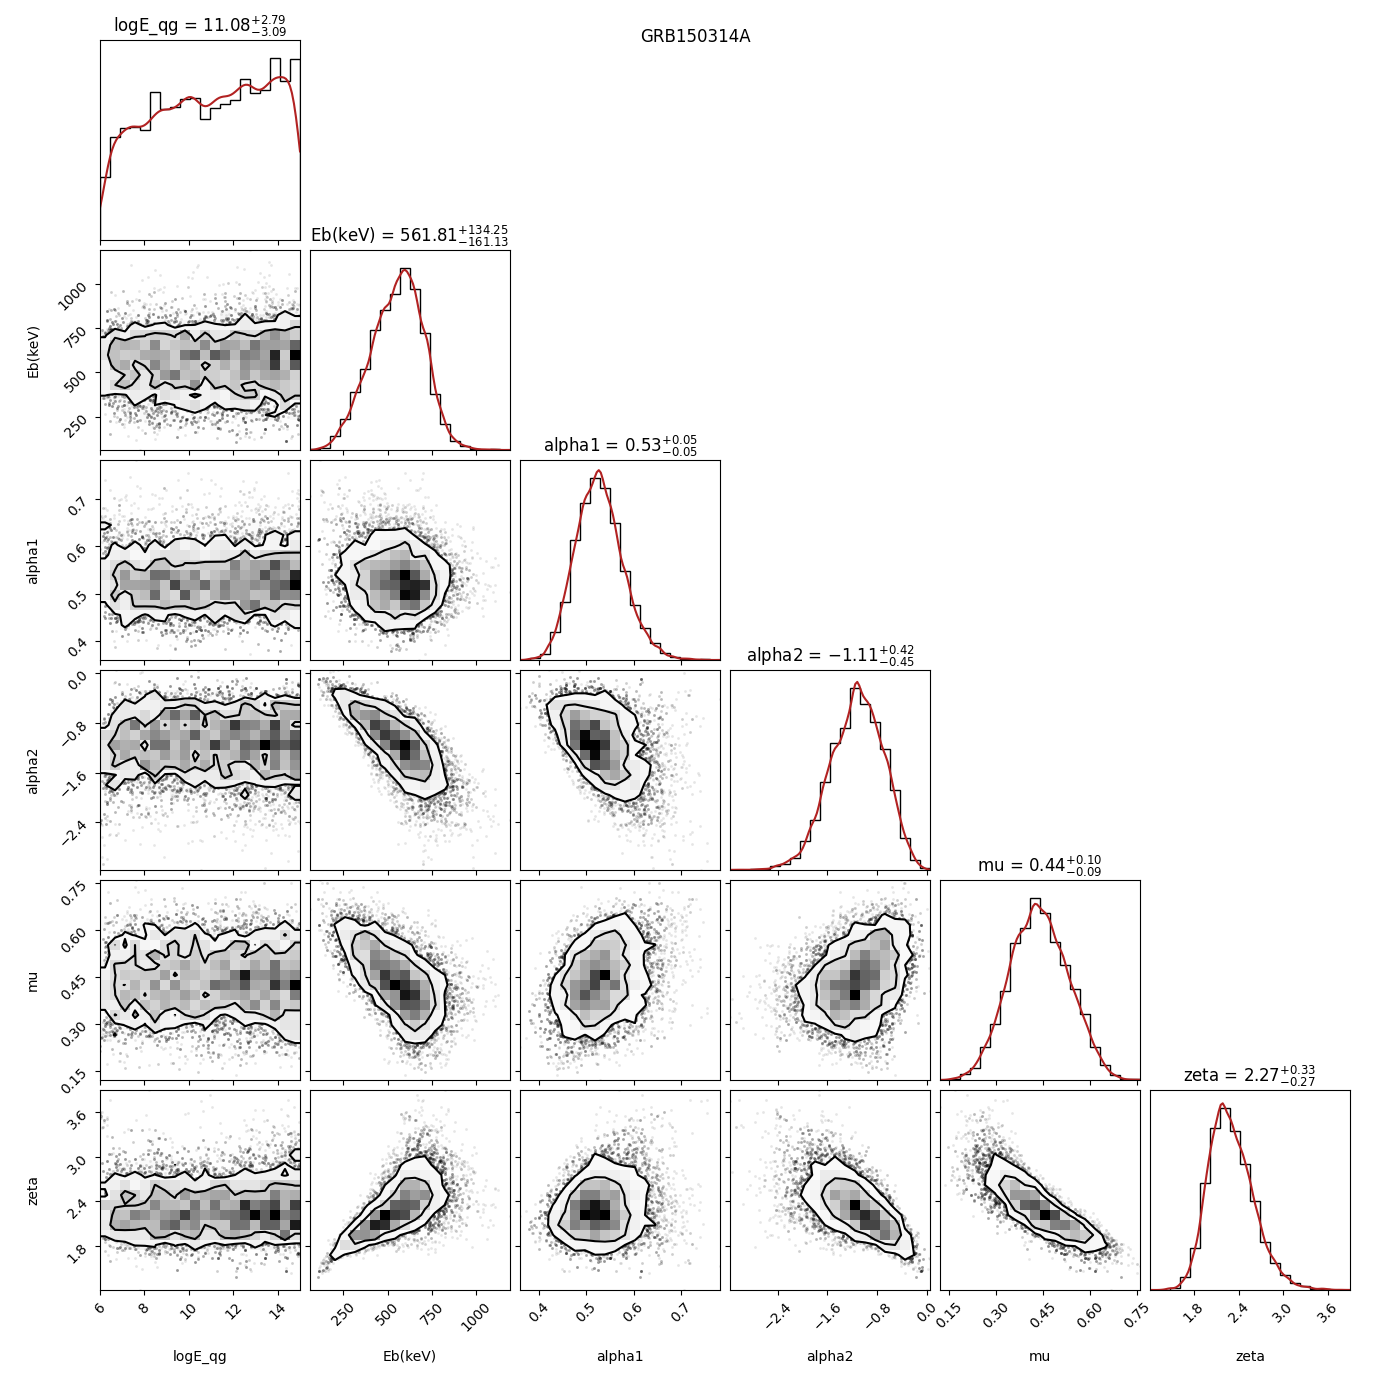 logE_qg = 11.08+2.79−3.09
GRB150314A
Eb(keV) = 561.81+134.25−161.13
1000
750
500
250
Eb(keV)
alpha1 = 0.53+0.05−0.05
0.7
0.6
0.5
0.4
alpha1
alpha2 = −1.11+0.42−0.45
0.0
−0.8
−1.6
−2.4
alpha2
mu = 0.44+0.10−0.09
0.75
0.60
0.45
0.30
0.15
mu
zeta = 2.27+0.33−0.27
3.6
3.0
2.4
1.8
zeta
6 8 10 12 14 250 500 750 1000 0.4 0.5 0.6 0.7 −2.4 −1.6 −0.8 0.0 0.15 0.30 0.45 0.60 0.75 1.8 2.4 3.0 3.6
logE_qg Eb(keV) alpha1 alpha2 mu zeta